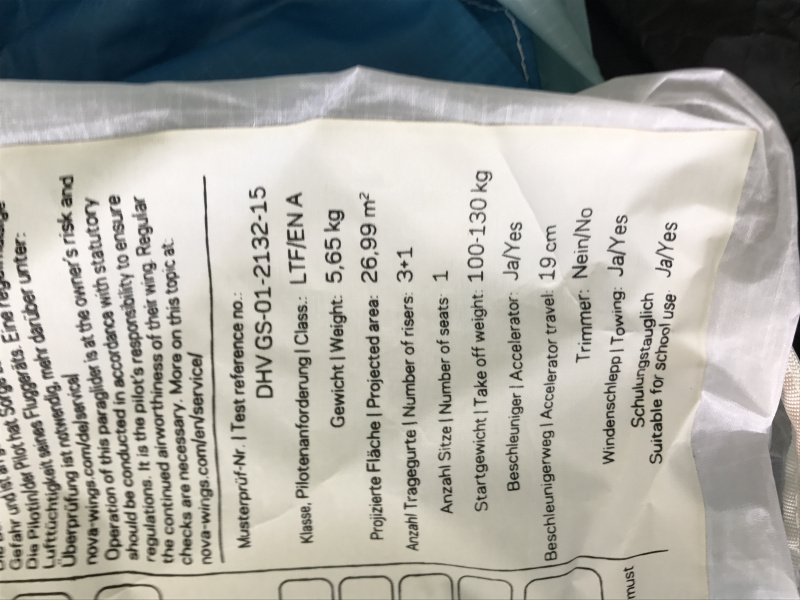 Gefahr und
Die Pilotin/der Pilot hat
Lufttüchtigkeit seines Fluggeräts. Eine
Überprüfung ist notwendig, mehr darüber unter:
nova-wings.com/de/service/
Operation of this paraglider is at the owner's risk and
should be conducted in accordance with statutory
regulations. It is the pilot's responsibility to ensure
the continued airworthiness of their wing. Regular
checks are necessary. More on this topic at:
nova-wings.com/en/service/
Musterprüf-Nr. | Test reference no.:
DHV GS-01-2132-15
Klasse, Pilotenanforderung | Class.: LTF/EN A
Gewicht | Weight: 5,65 kg
Projizierte Fläche | Projected area: 26,99 m²
Anzahl Tragegurte | Number of risers: 3+1
Anzahl Sitze | Number of seats: 1
Startgewicht | Take off weight: 100-130 kg
Beschleuniger | Accelerator: Ja/Yes
Beschleunigerweg | Accelerator travel: 19 cm
Trimmer: Nein/No
Windenschlepp | Towing: Ja/Yes
Schulungstauglich
Suitable for school use: Ja/Yes
must